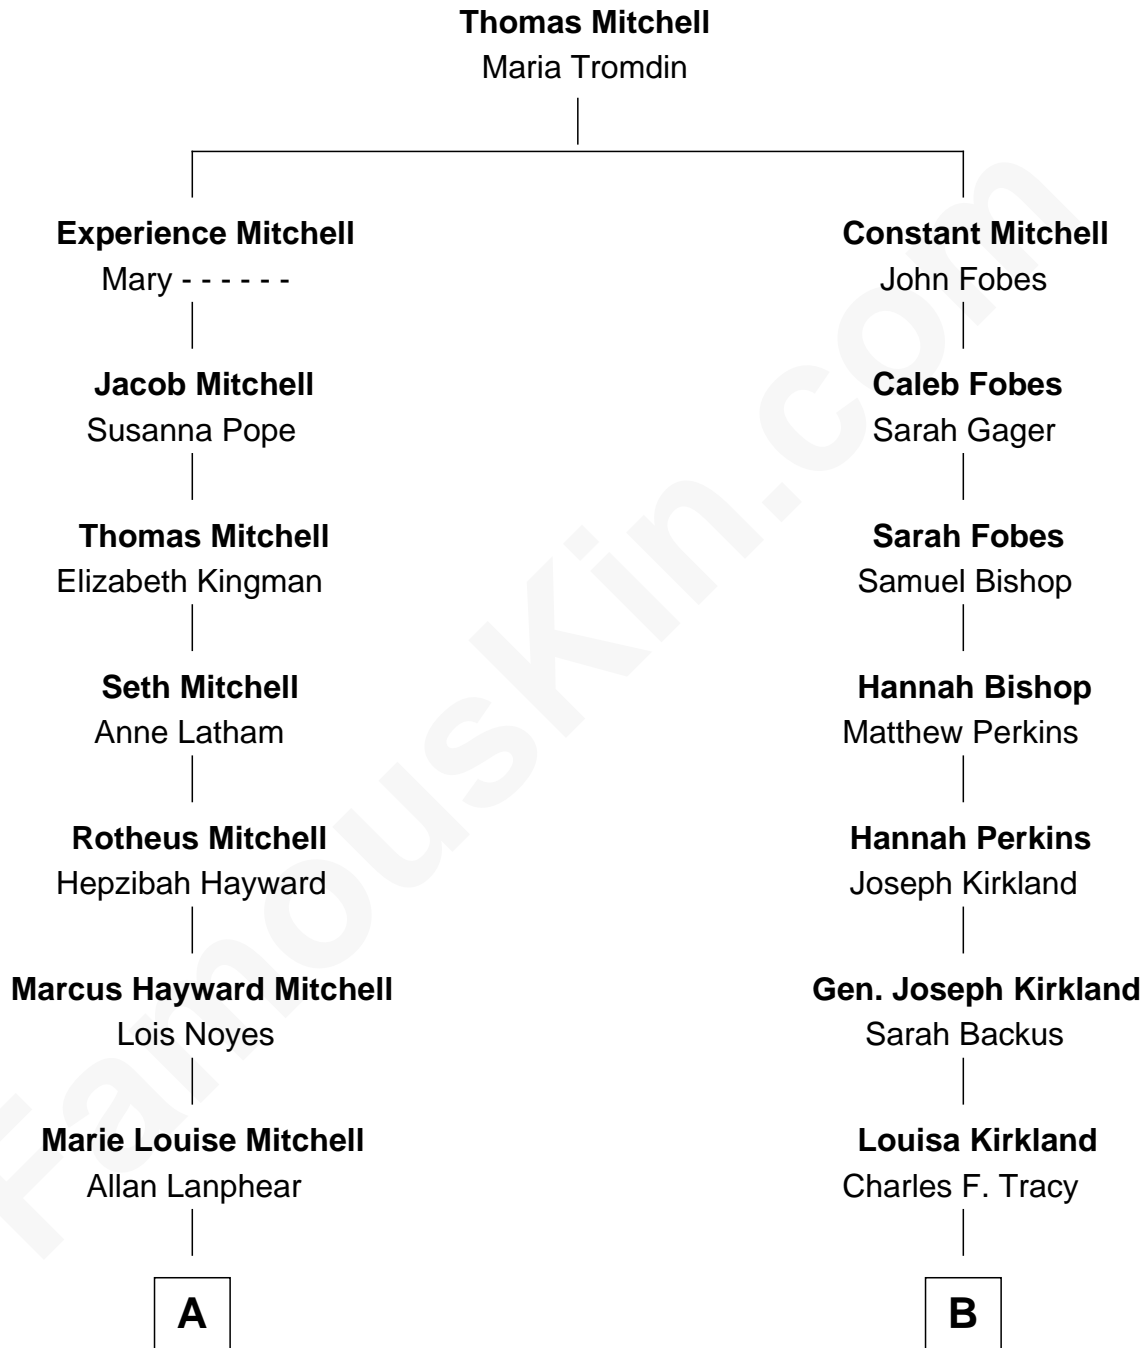 Thomas Mitchell
Maria Tromdin
Experience Mitchell
Mary - - - - - -
Jacob Mitchell
Susanna Pope
Thomas Mitchell
Elizabeth Kingman
Seth Mitchell
Anne Latham
Rotheus Mitchell
Hepzibah Hayward
Marcus Hayward Mitchell
Lois Noyes
Marie Louise Mitchell
Allan Lanphear
A
Constant Mitchell
John Fobes
Caleb Fobes
Sarah Gager
Sarah Fobes
Samuel Bishop
Hannah Bishop
Matthew Perkins
Hannah Perkins
Joseph Kirkland
Gen. Joseph Kirkland
Sarah Backus
Louisa Kirkland
Charles F. Tracy
B
FamousKin.com